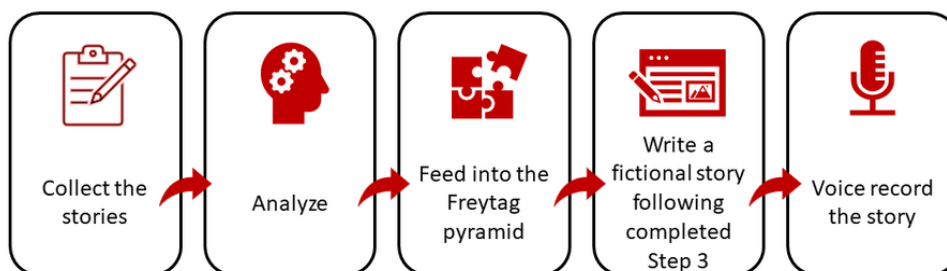 Collect the
stories
Analyze
Feed into the
Freytag
pyramid
Write a
fictional story
following
completed
Step 3
Voice record
the story